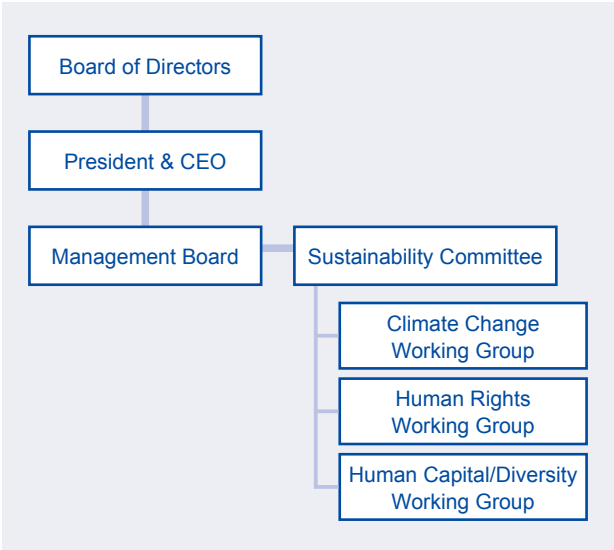 Board of Directors
President & CEO
Management Board
Sustainability Committee
Climate Change
Working Group
Human Rights
Working Group
Human Capital/Diversity
Working Group